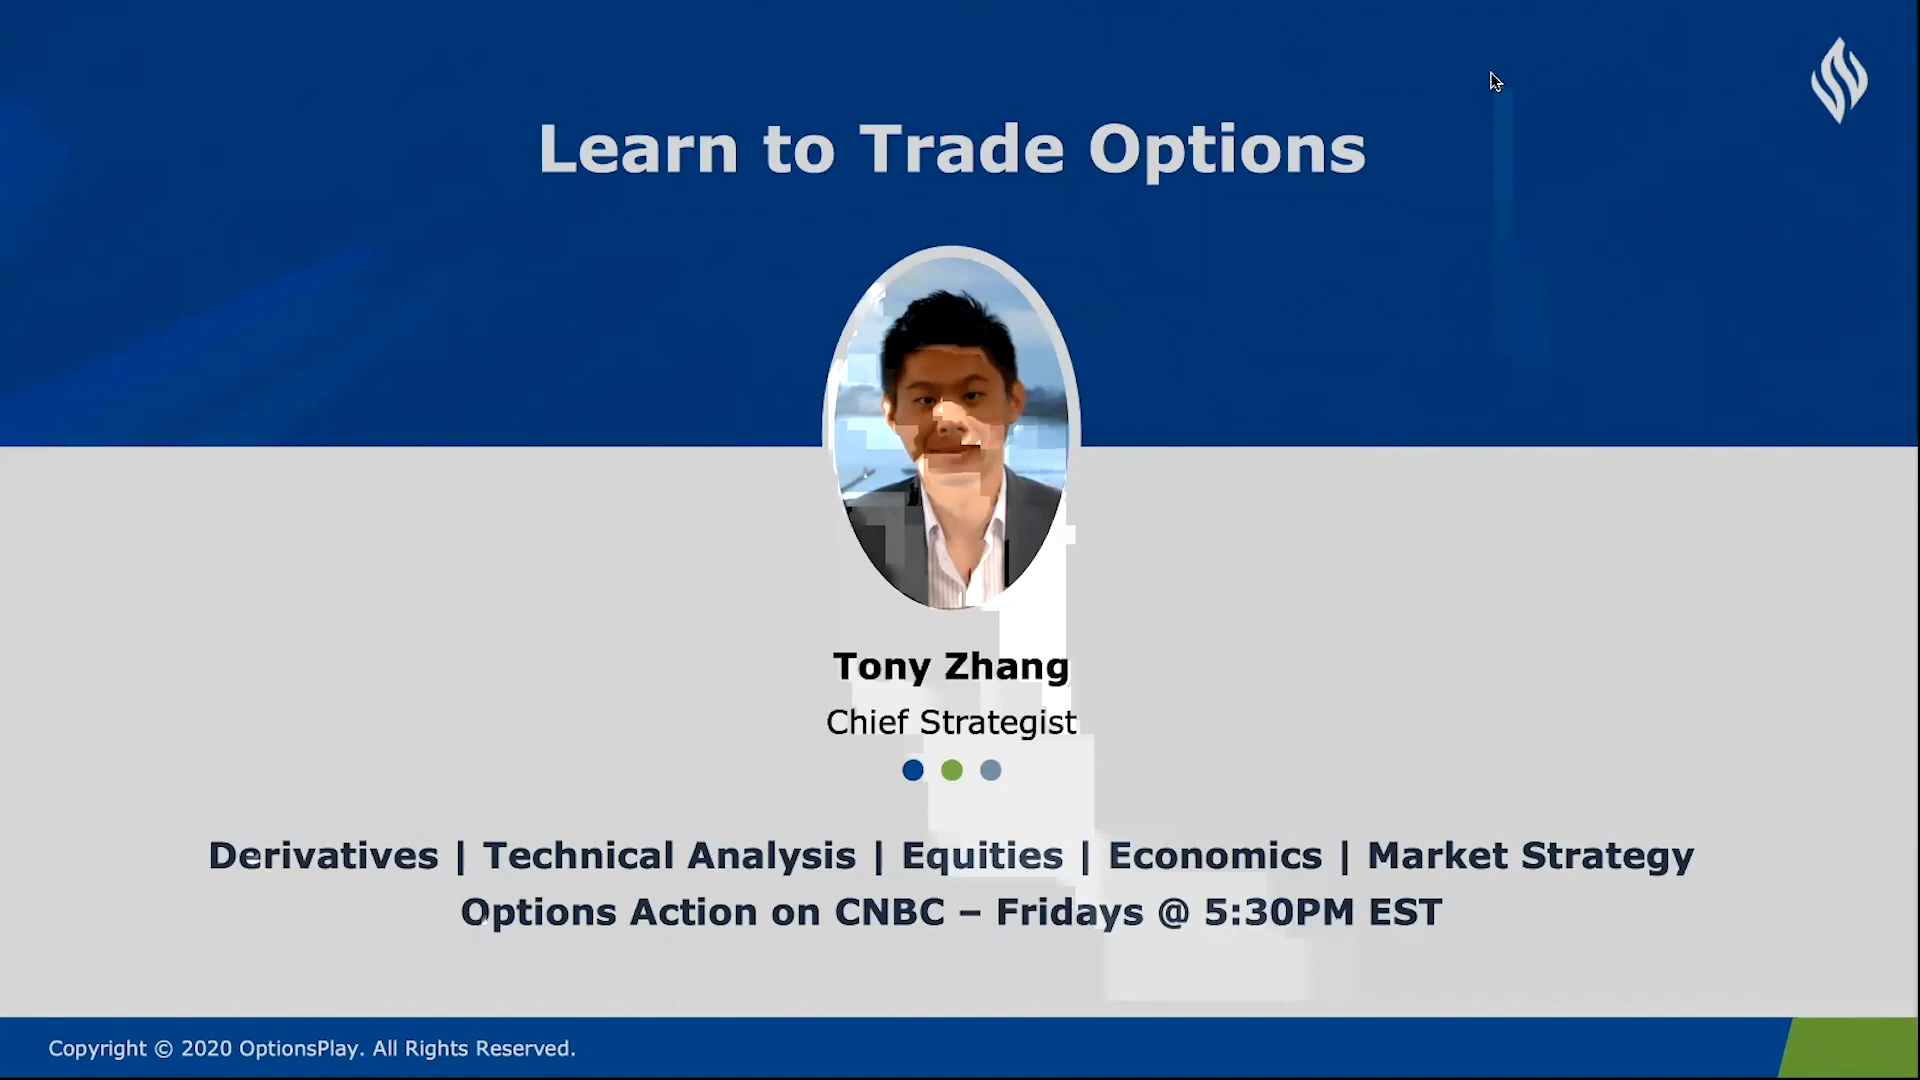 Learn to Trade Options
Tony Zhang
Chief Strategist
Derivatives | Technical Analysis | Equities | Economics | Market Strategy
Options Action on CNBC – Fridays @ 5:30PM EST
Copyright © 2020 OptionsPlay. All Rights Reserved.